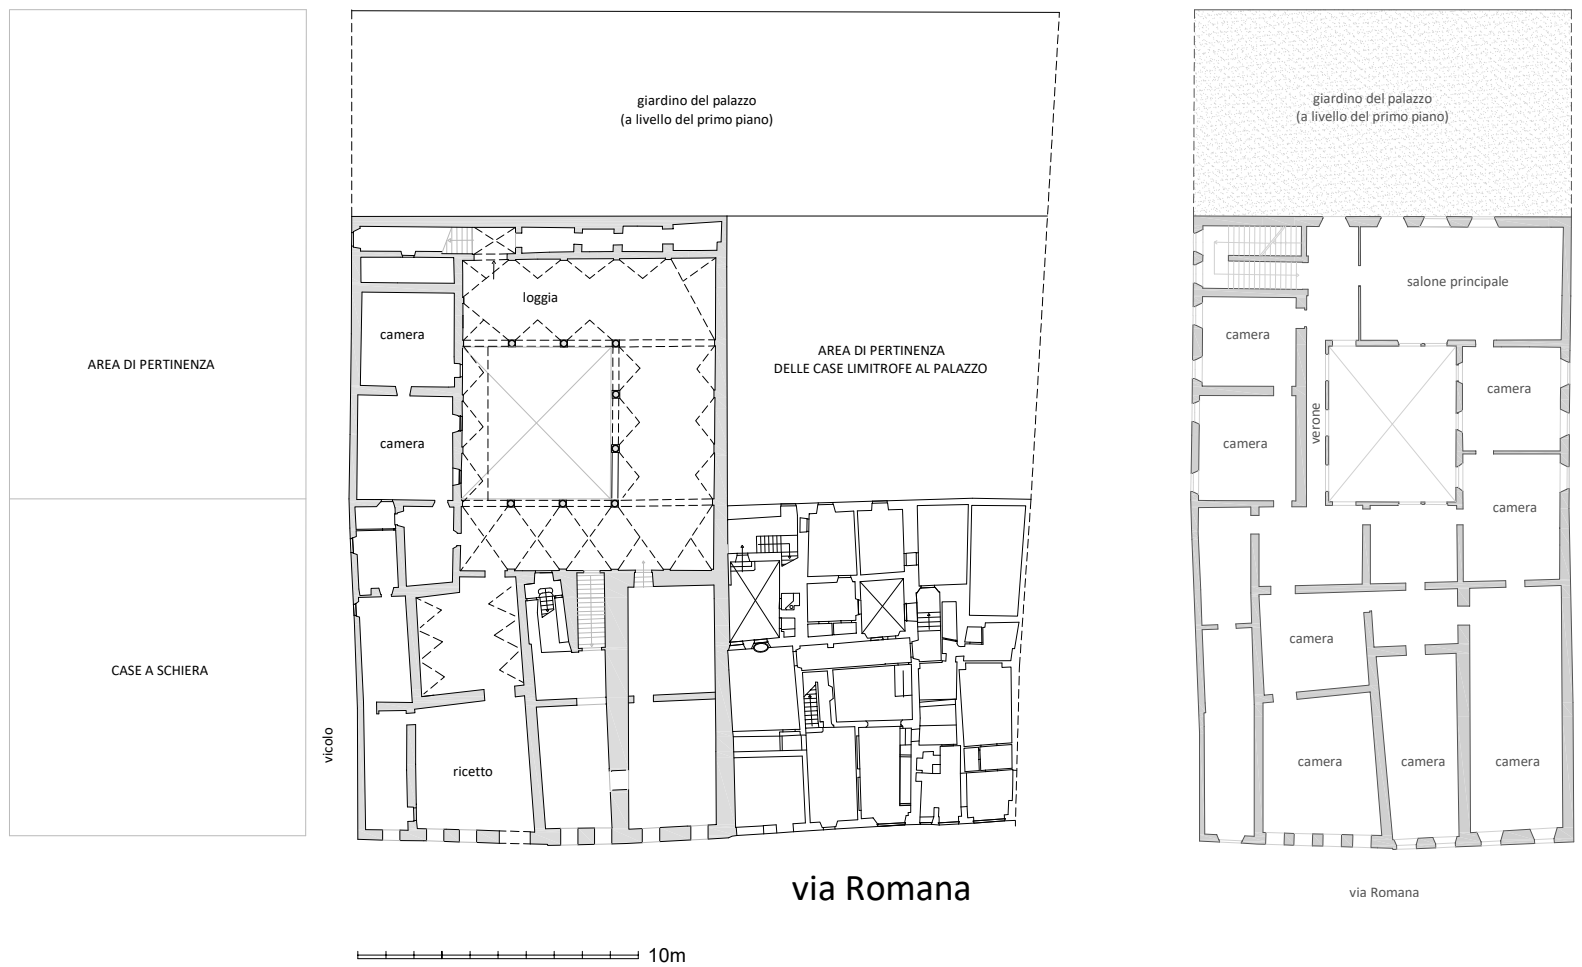 giardino del palazzo
(a livello del primo piano)
loggia
camera
camera
AREA DI PERTINENZA
AREA DI PERTINENZA
DELLE CASE LIMITROFE AL PALAZZO
CASE A SCHIERA
vicolo
ricetto
via Romana
10m
giardino del palazzo
(a livello del primo piano)
salone principale
camera
camera
verone
camera
camera
camera
camera
camera
camera
via Romana